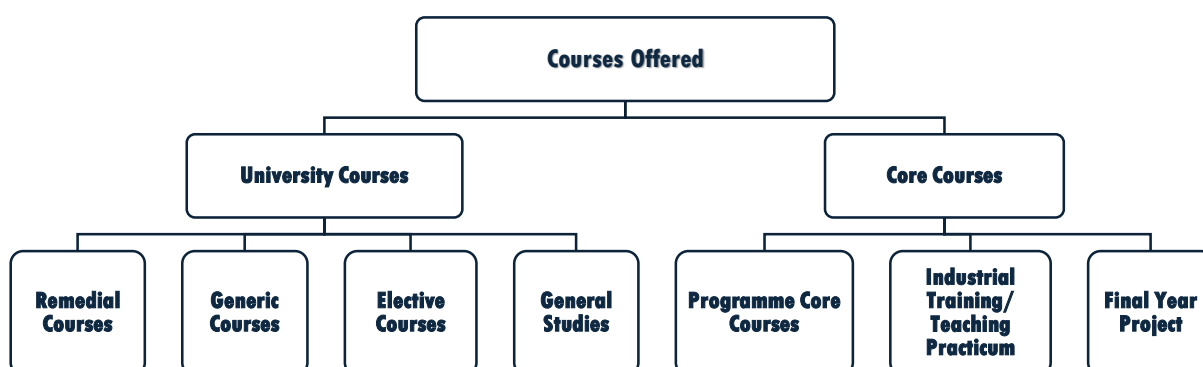 Courses Offered
University Courses
Core Courses
Remedial
Courses
Generic
Courses
Elective
Courses
General
Studies
Programme Core
Courses
Industrial
Training/
Teaching
Practicum
Final Year
Project